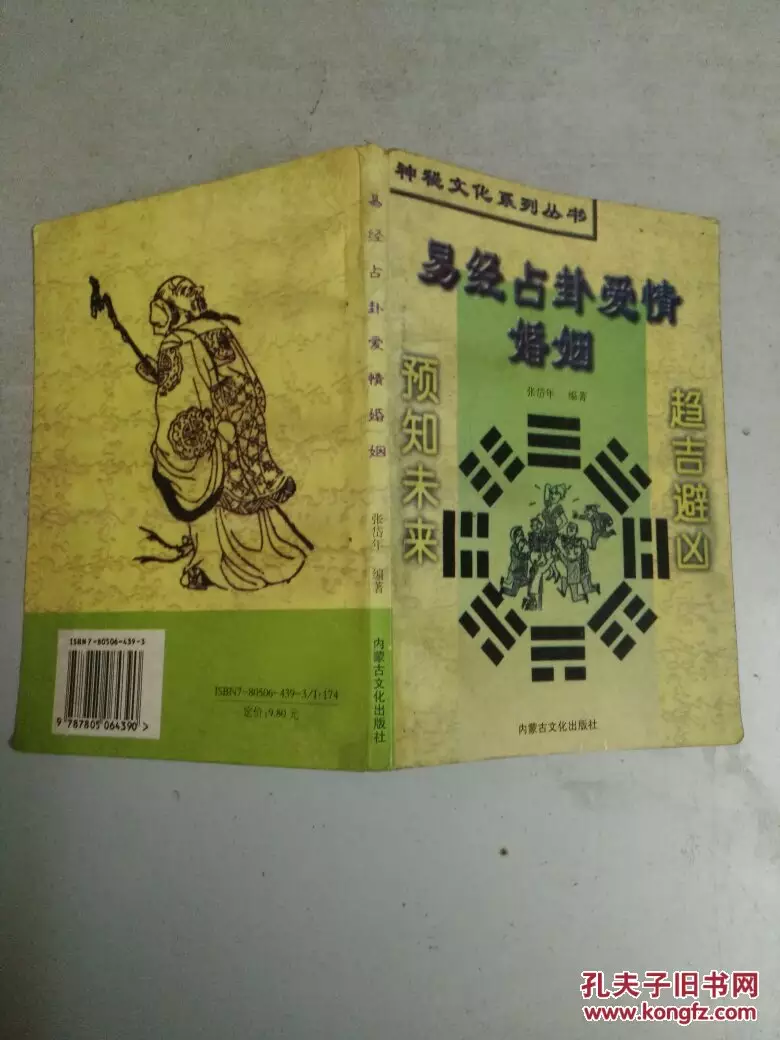 神秘文化系列丛书
易经占卦爱情
婚姻
张岱年 编著
预知未来
趋吉避凶
内蒙古文化出版社
易经占卦爱情婚姻
张岱年 编著
内蒙古文化出版社
ISBN 7-80506-439-3
9 787805 064390 >
ISBN7-80506-439-3/I:174
定价:9.80 元
孔夫子旧书网
www.kongfz.com